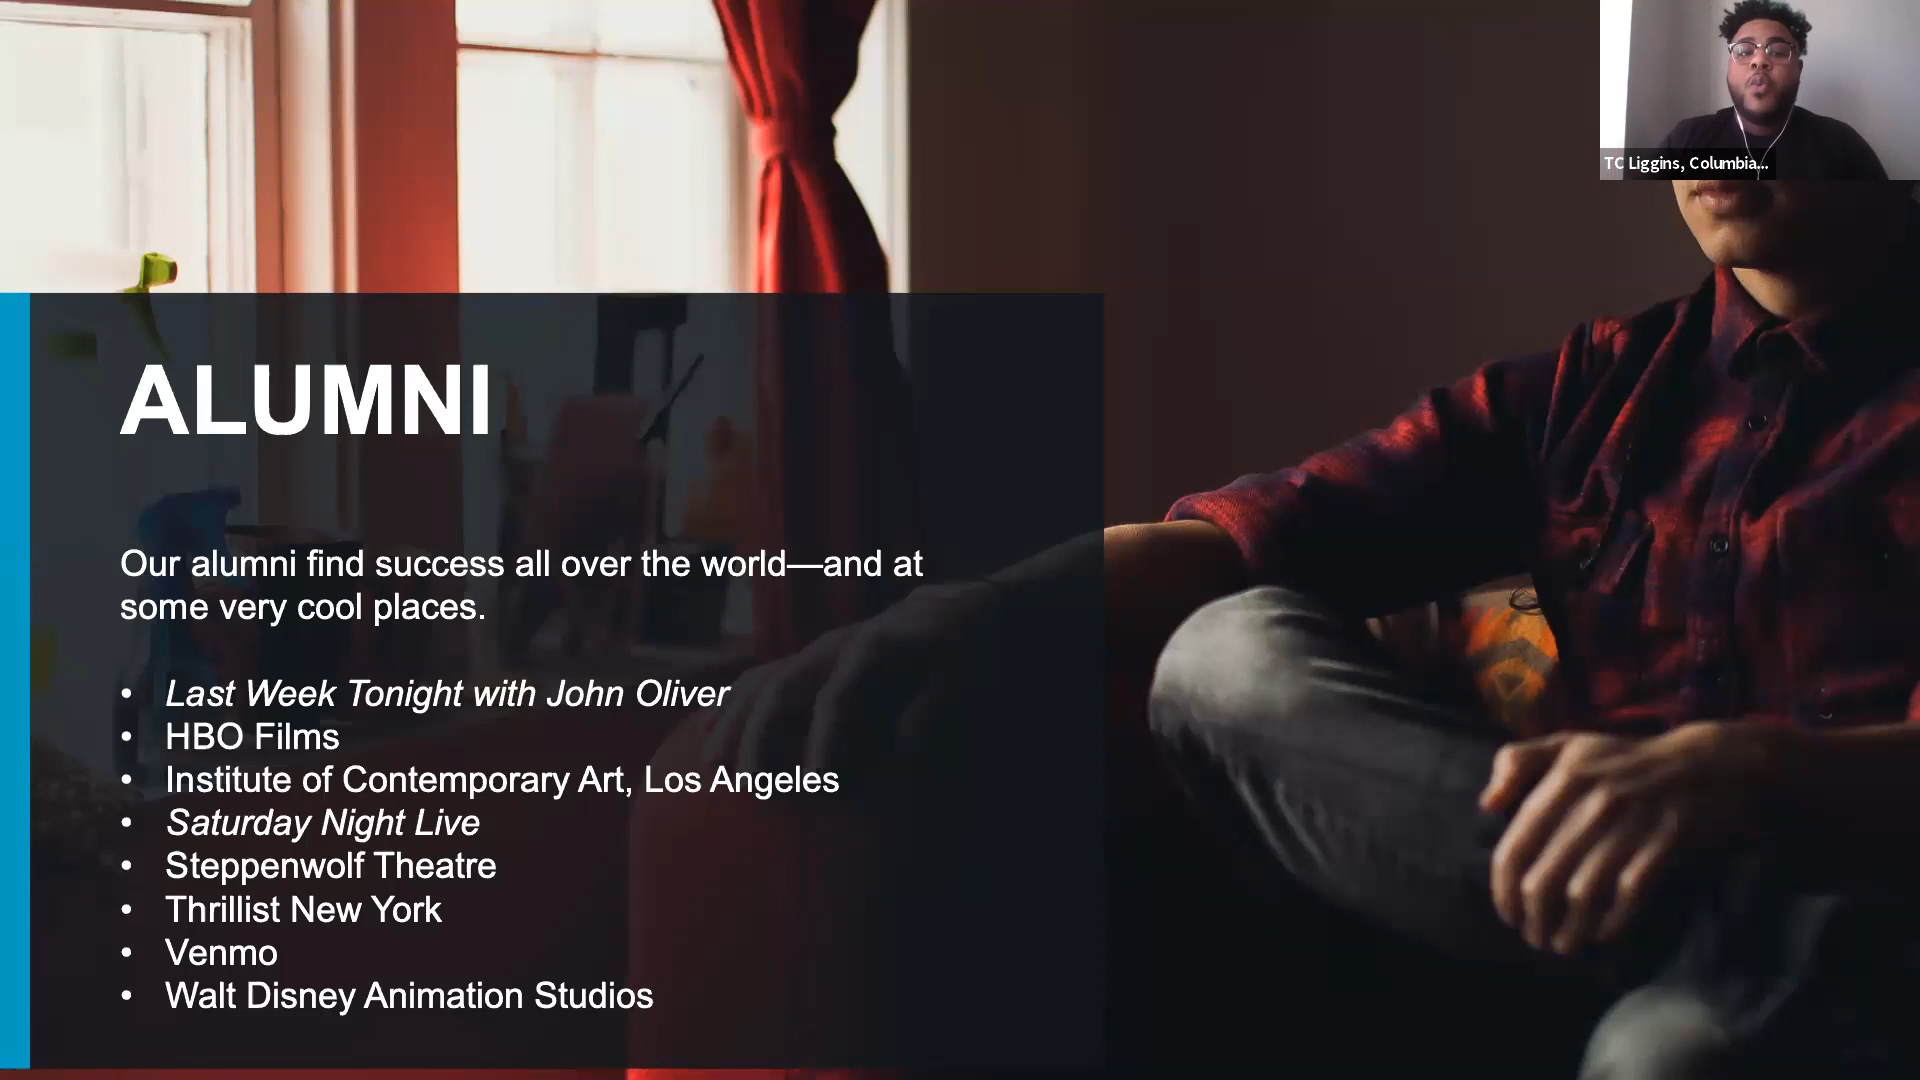 TC Liggins, Columbia...
ALUMNI
Our alumni find success all over the world—and at
some very cool places.
• Last Week Tonight with John Oliver
• HBO Films
• Institute of Contemporary Art, Los Angeles
• Saturday Night Live
• Steppenwolf Theatre
• Thrillist New York
• Venmo
• Walt Disney Animation Studios